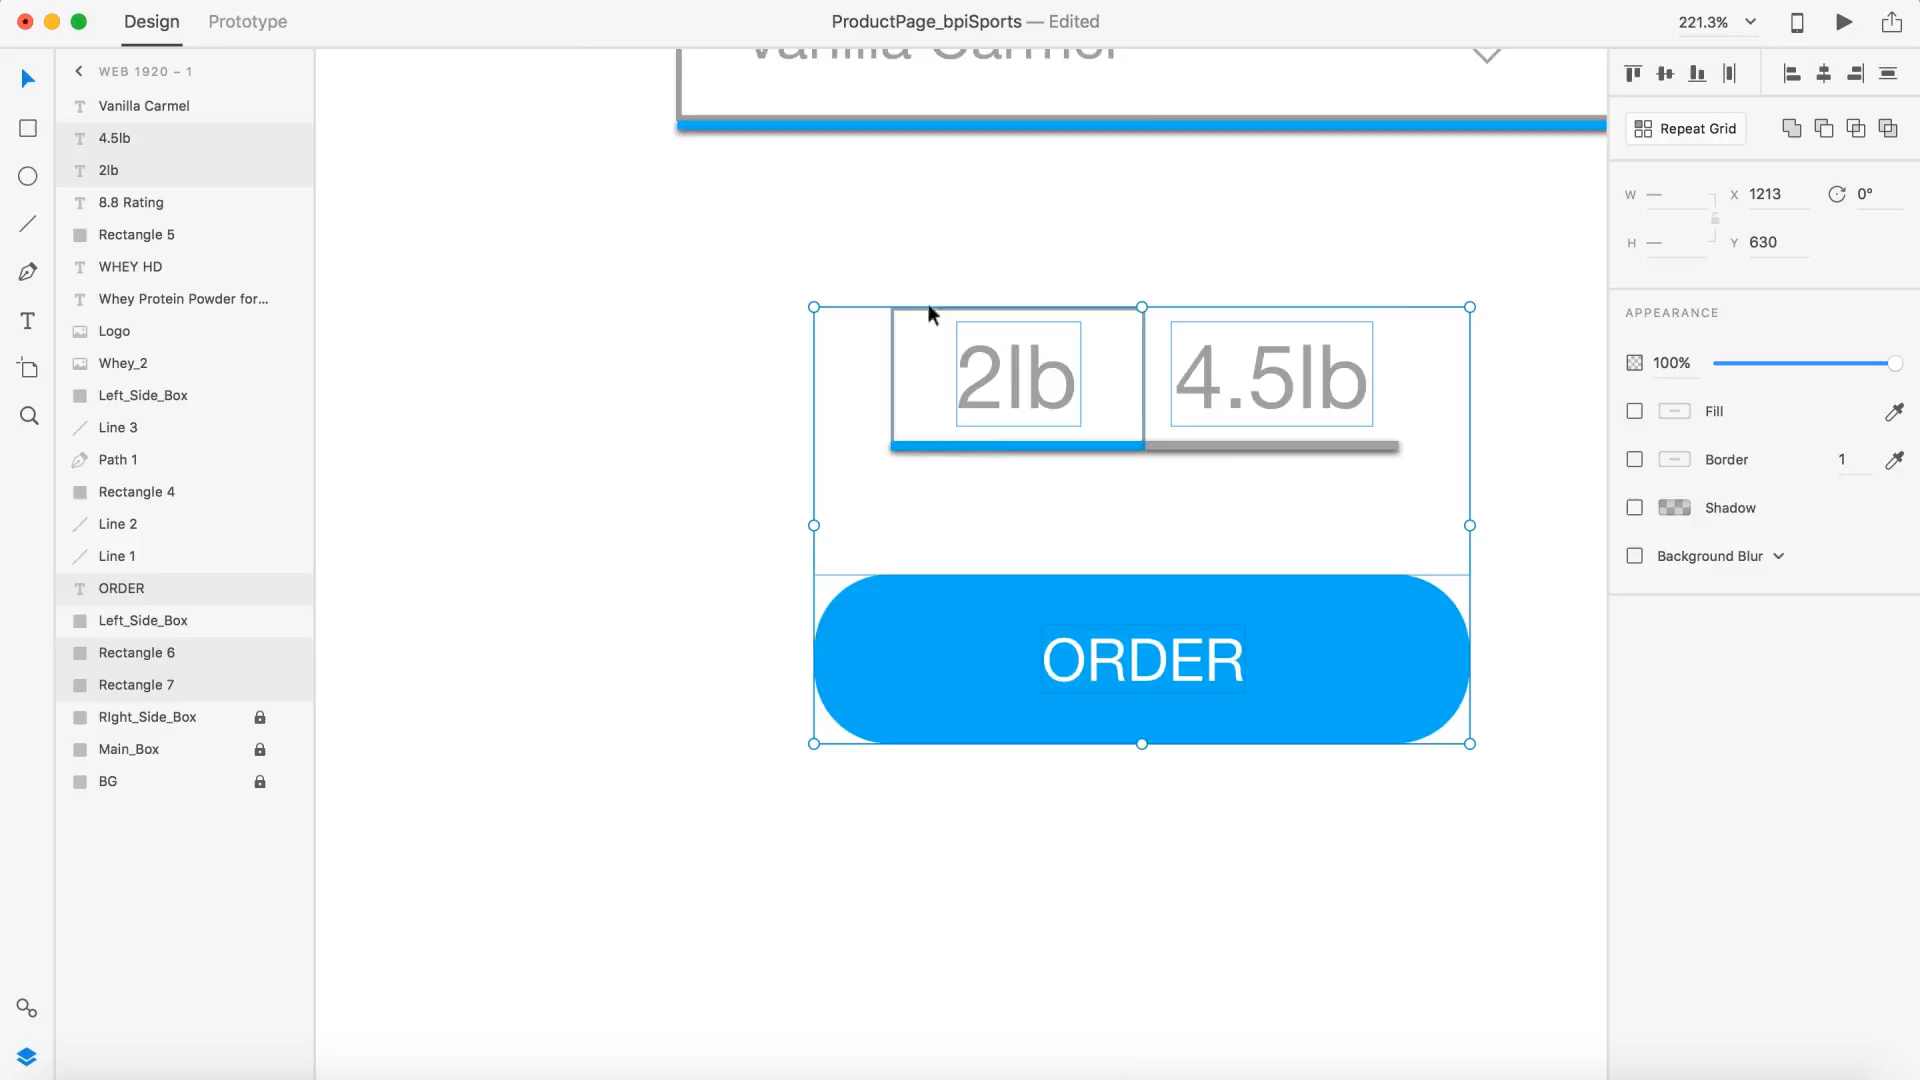 Design
Prototype
ProductPage_bpiSports — Edited
221.3%
WEB 1920 – 1
Vanilla Carmel
4.5lb
2lb
8.8 Rating
Rectangle 5
WHEY HD
Whey Protein Powder for...
Logo
Whey_2
Left_Side_Box
Line 3
Path 1
Rectangle 4
Line 2
Line 1
ORDER
Left_Side_Box
Rectangle 6
Rectangle 7
RIght_Side_Box
Main_Box
BG
Vanilla Carmel
2lb
4.5lb
ORDER
Repeat Grid
W — X 1213 0°
H — Y 630
APPEARANCE
100%
Fill
Border 1
Shadow
Background Blur